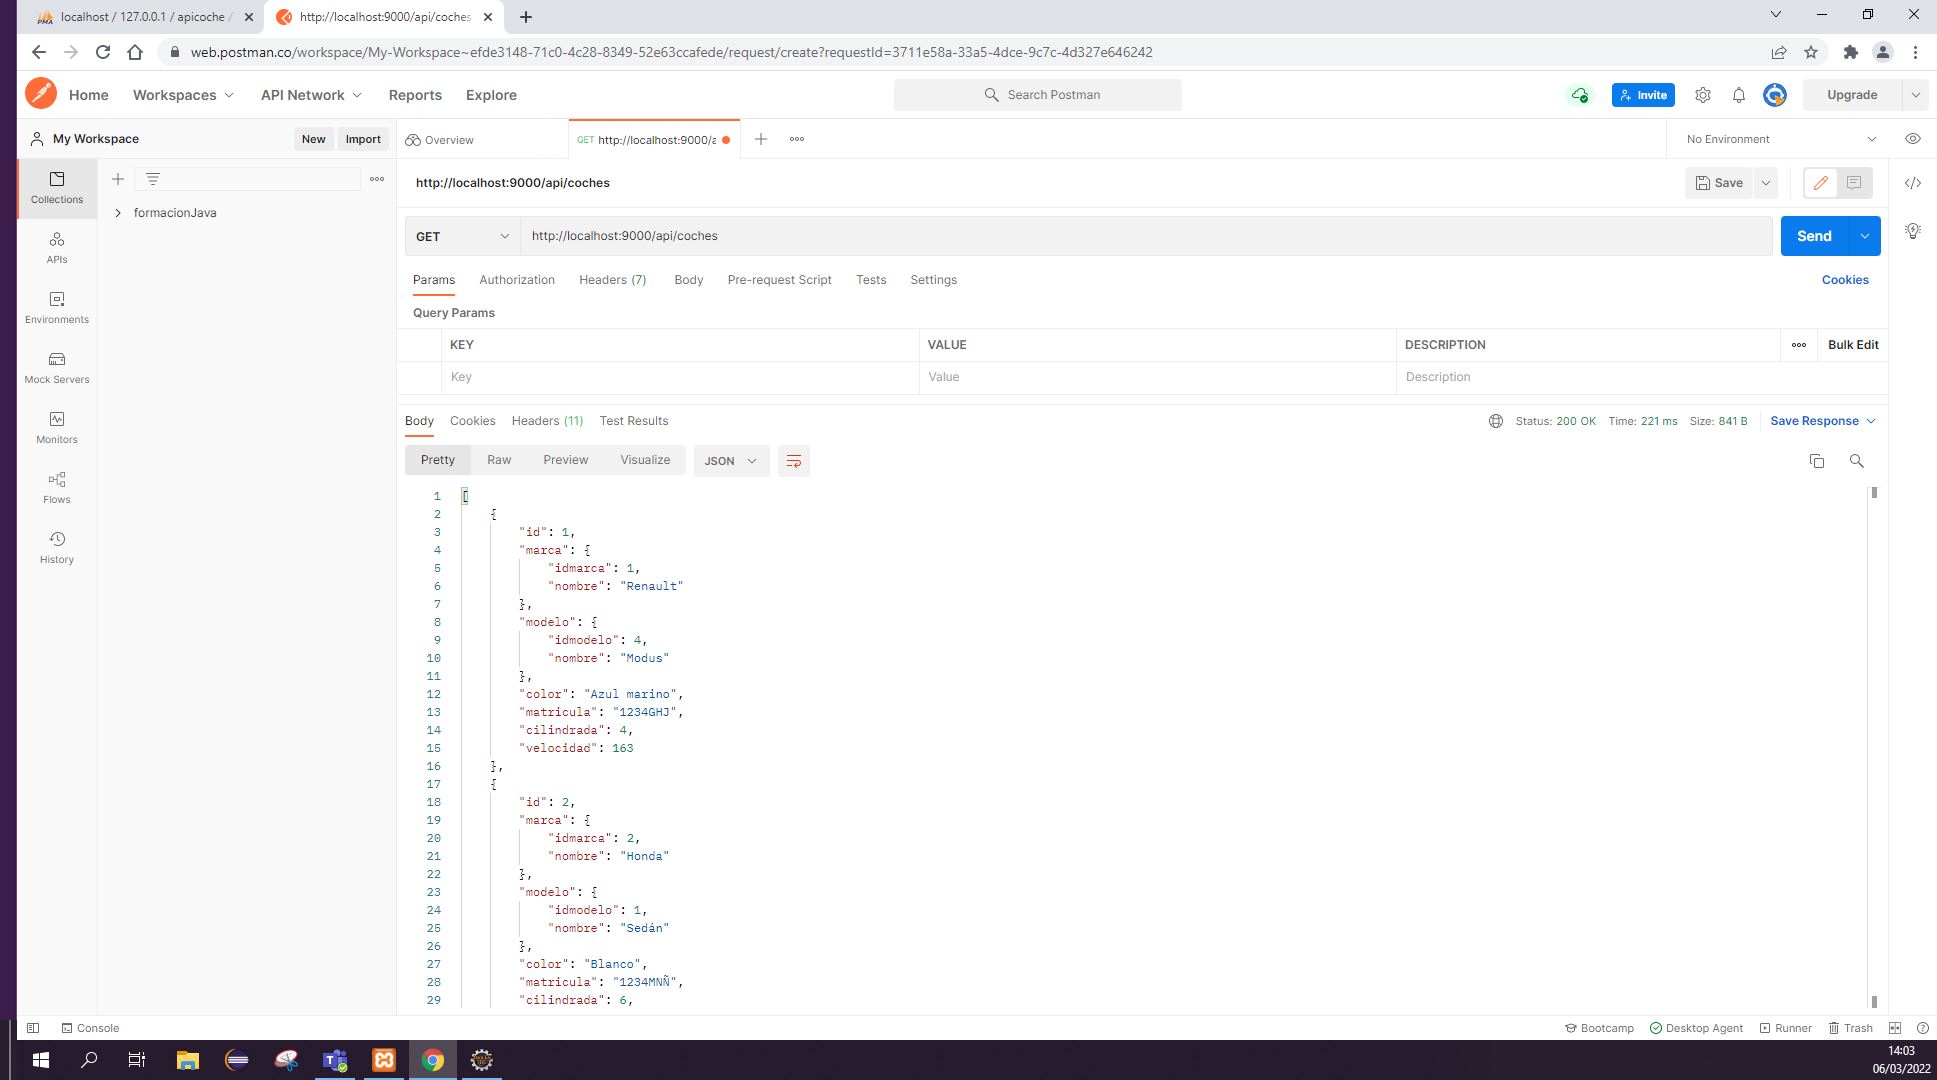 localhost / 127.0.0.1 / apicoche /
http://localhost:9000/api/coches
web.postman.co/workspace/My-Workspace~efde3148-71c0-4c28-8349-52e63ccafede/request/create?requestId=3711e58a-33a5-4dce-9c7c-4d327e646242
Home Workspaces API Network Reports Explore Search Postman Invite Upgrade
My Workspace New Import Overview GET http://localhost:9000/a No Environment
Collections
APIs
Environments
Mock Servers
Monitors
Flows
History
formacionJava
http://localhost:9000/api/coches Save
GET http://localhost:9000/api/coches Send
Params Authorization Headers (7) Body Pre-request Script Tests Settings Cookies
Query Params
KEY VALUE DESCRIPTION Bulk Edit
Key Value Description
Body Cookies Headers (11) Test Results Status: 200 OK Time: 221 ms Size: 841 B Save Response
Pretty Raw Preview Visualize JSON
1 [
2 {
3 "id": 1,
4 "marca": {
5 "idmarca": 1,
6 "nombre": "Renault"
7 },
8 "modelo": {
9 "idmodelo": 4,
10 "nombre": "Modus"
11 },
12 "color": "Azul marino",
13 "matricula": "1234GHJ",
14 "cilindrada": 4,
15 "velocidad": 163
16 },
17 {
18 "id": 2,
19 "marca": {
20 "idmarca": 2,
21 "nombre": "Honda"
22 },
23 "modelo": {
24 "idmodelo": 1,
25 "nombre": "Sedán"
26 },
27 "color": "Blanco",
28 "matricula": "1234MNÑ",
29 "cilindrada": 6,
Console Bootcamp Desktop Agent Runner Trash
14:03
06/03/2022